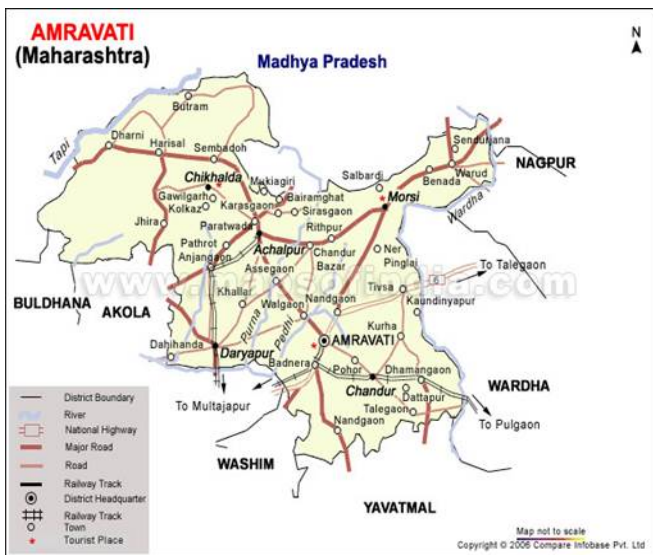 AMRAVATI
(Maharashtra)
N
Madhya Pradesh
Butram
Tapi
Dharni
Harisal
Sembadoh
Sendurjana
NAGPUR
Mukiagiri
Salbardi
Benada
Warud
Chikhalda
Gawilgarh
Bairamghat
Kolkaz
Karasgaon
Sirasgaon
Morsi
Wardha
Jhira
Paratwada
Rithpur
Pathrot
Achalpur
Chandur
Bazar
Ner
Pinglai
Anjangaon
Assegaon
To Talegaon
www.mapsofindia.com
BULDHANA
AKOLA
Khallar
Walgaon
Nandgaon
Tivsa
Kaundinyapur
Purna
Pedhi
Kurha
Dahihanda
Daryapur
AMRAVATI
Badnera
Pohor
Dhamangaon
WARDHA
Chandur
Dattapur
To Multajapur
Talegaon
Nandgaon
To Pulgaon
WASHIM
YAVATMAL
District Boundary
River
National Highway
Major Road
Road
Railway Track
District Headquarter
Railway Track
Town
Tourist Place
Map not to scale
Copyright © 2006 Compare Infobase Pvt. Ltd